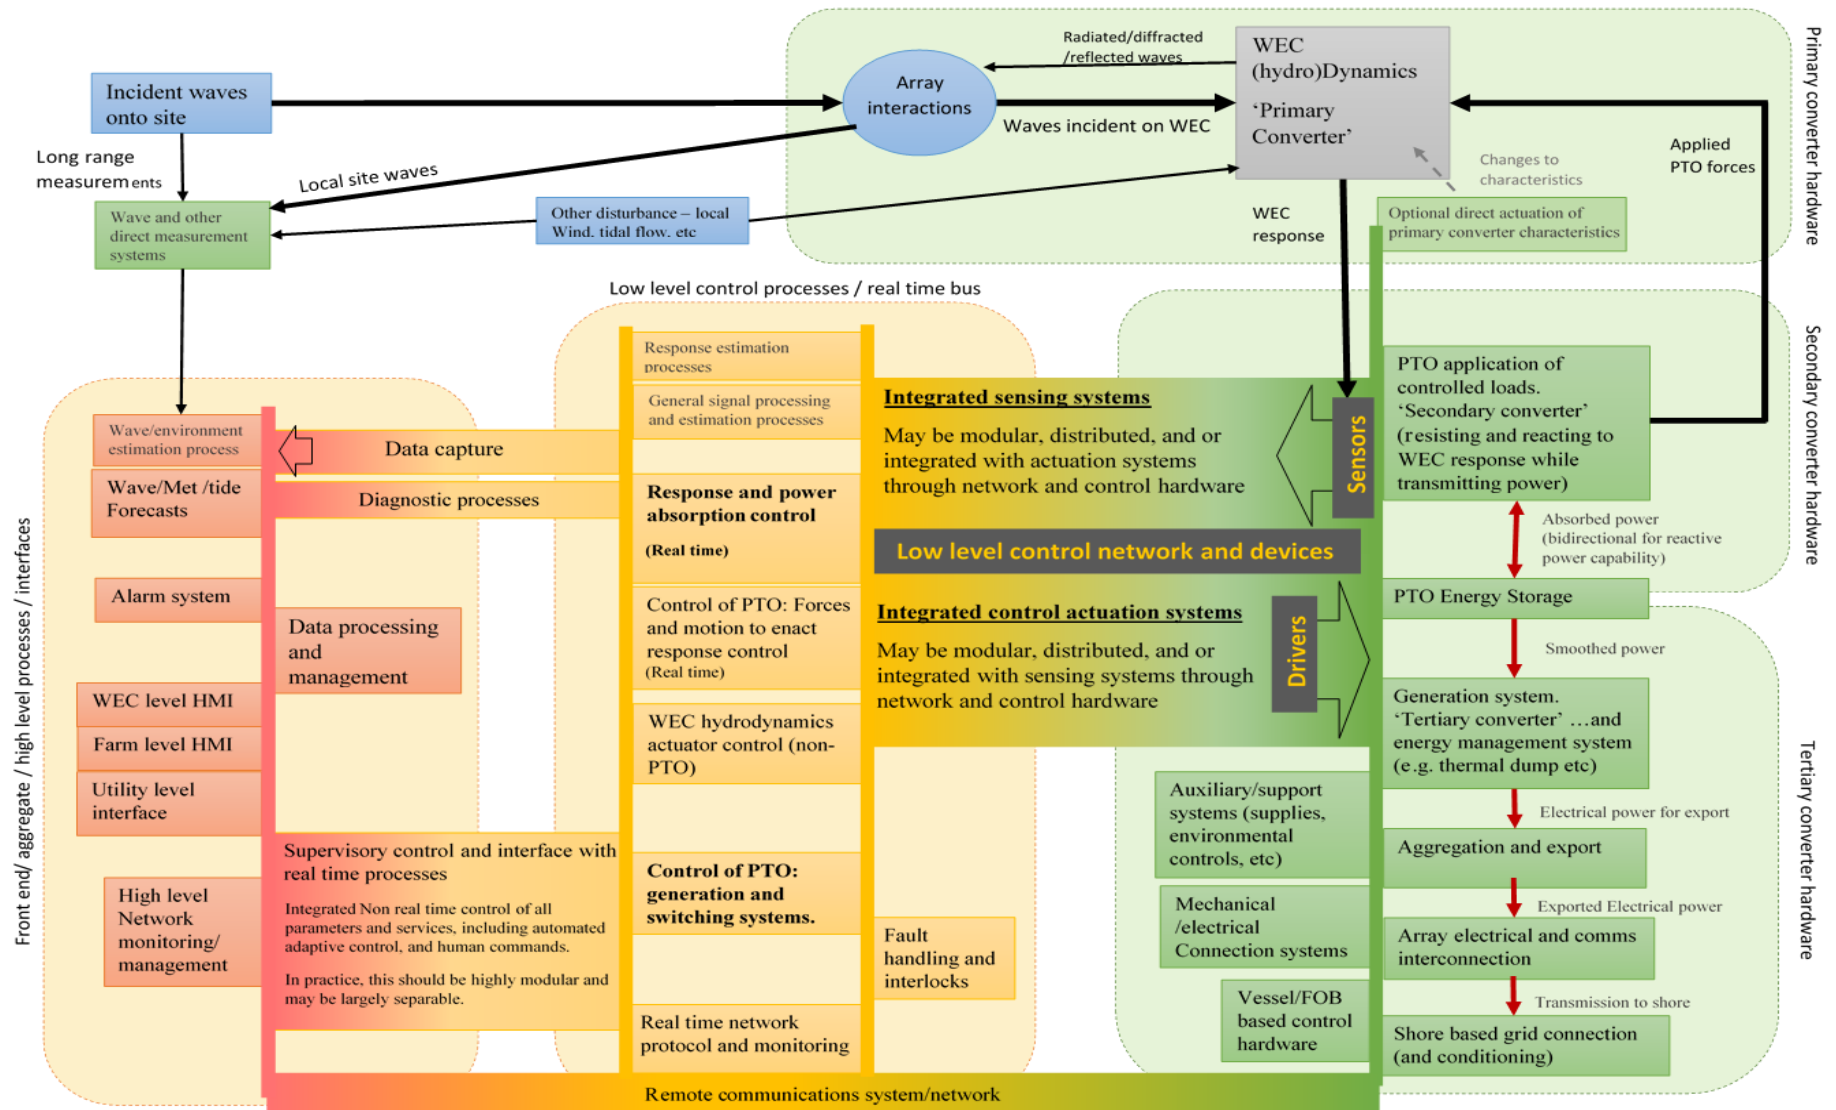 Incident waves
onto site
Radiated/diffracted
/reflected waves
Array
interactions
WEC
(hydro)Dynamics
‘Primary
Converter’
Waves incident on WEC
Applied
PTO forces
Changes to
characteristics
Primary converter hardware
Long range
measurements
Local site waves
Wave and other
direct measurement
systems
Other disturbance – local
Wind. tidal flow. etc
WEC
response
Optional direct actuation of
primary converter characteristics
Low level control processes / real time bus
Front end/ aggregate / high level processes / interfaces
Wave/environment
estimation process
Wave/Met /tide
Forecasts
Alarm system
WEC level HMI
Farm level HMI
Utility level
interface
High level
Network
monitoring/
management
Data capture
Diagnostic processes
Data processing
and
management
Supervisory control and interface with
real time processes
Integrated Non real time control of all
parameters and services, including automated
adaptive control, and human commands.
In practice, this should be highly modular and
may be largely separable.
Response estimation
processes
General signal processing
and estimation processes
Response and power
absorption control
(Real time)
Control of PTO: Forces
and motion to enact
response control
(Real time)
WEC hydrodynamics
actuator control (non-
PTO)
Control of PTO:
generation and
switching systems.
Real time network
protocol and monitoring
Integrated sensing systems
May be modular, distributed, and or
integrated with actuation systems
through network and control hardware
Sensors
Low level control network and devices
Integrated control actuation systems
May be modular, distributed, and or
integrated with sensing systems through
network and control hardware
Drivers
Fault
handling and
interlocks
Auxiliary/support
systems (supplies,
environmental
controls, etc)
Mechanical
/electrical
Connection systems
Vessel/FOB
based control
hardware
PTO application of
controlled loads.
‘Secondary converter’
(resisting and reacting to
WEC response while
transmitting power)
Absorbed power
(bidirectional for reactive
power capability)
PTO Energy Storage
Smoothed power
Generation system.
‘Tertiary converter’ …and
energy management system
(e.g. thermal dump etc)
Electrical power for export
Aggregation and export
Exported Electrical power
Array electrical and comms
interconnection
Transmission to shore
Shore based grid connection
(and conditioning)
Secondary converter hardware
Tertiary converter hardware
Remote communications system/network